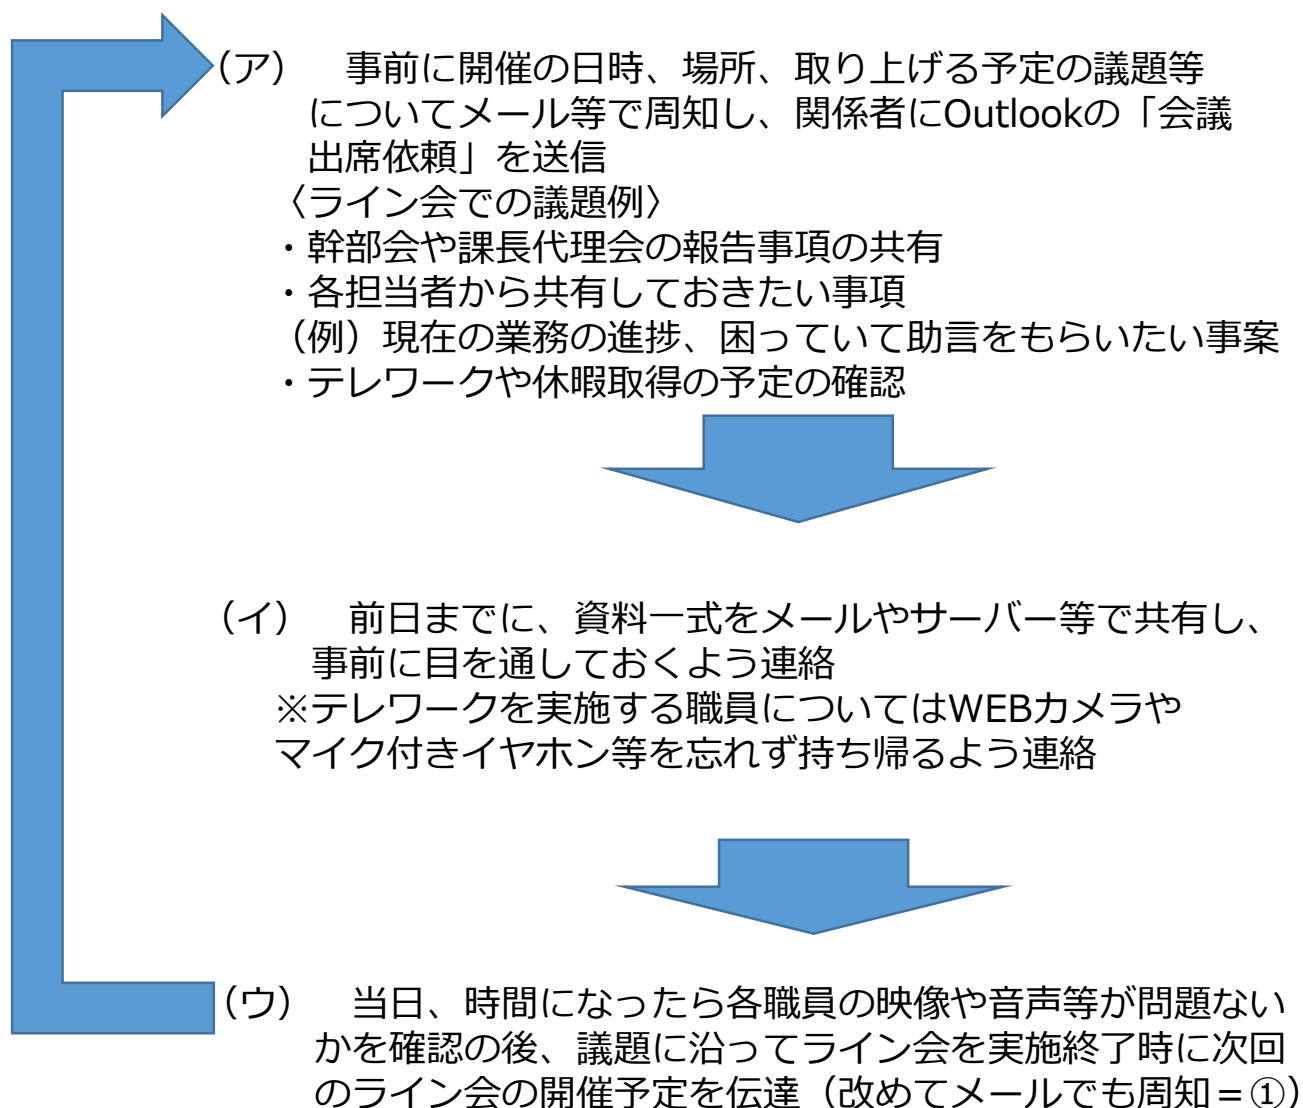 (ア)　事前に開催の日時、場所、取り上げる予定の議題等
についてメール等で周知し、関係者にOutlookの「会議
出席依頼」を送信
〈ライン会での議題例〉
・幹部会や課長代理会の報告事項の共有
・各担当者から共有しておきたい事項
(例)現在の業務の進捗、困っていて助言をもらいたい事案
・テレワークや休暇取得の予定の確認
(イ)　前日までに、資料一式をメールやサーバー等で共有し、
事前に目を通しておくよう連絡
※テレワークを実施する職員についてはWEBカメラや
マイク付きイヤホン等を忘れず持ち帰るよう連絡
(ウ)　当日、時間になったら各職員の映像や音声等が問題ない
かを確認の後、議題に沿ってライン会を実施終了時に次回
のライン会の開催予定を伝達(改めてメールでも周知=①)